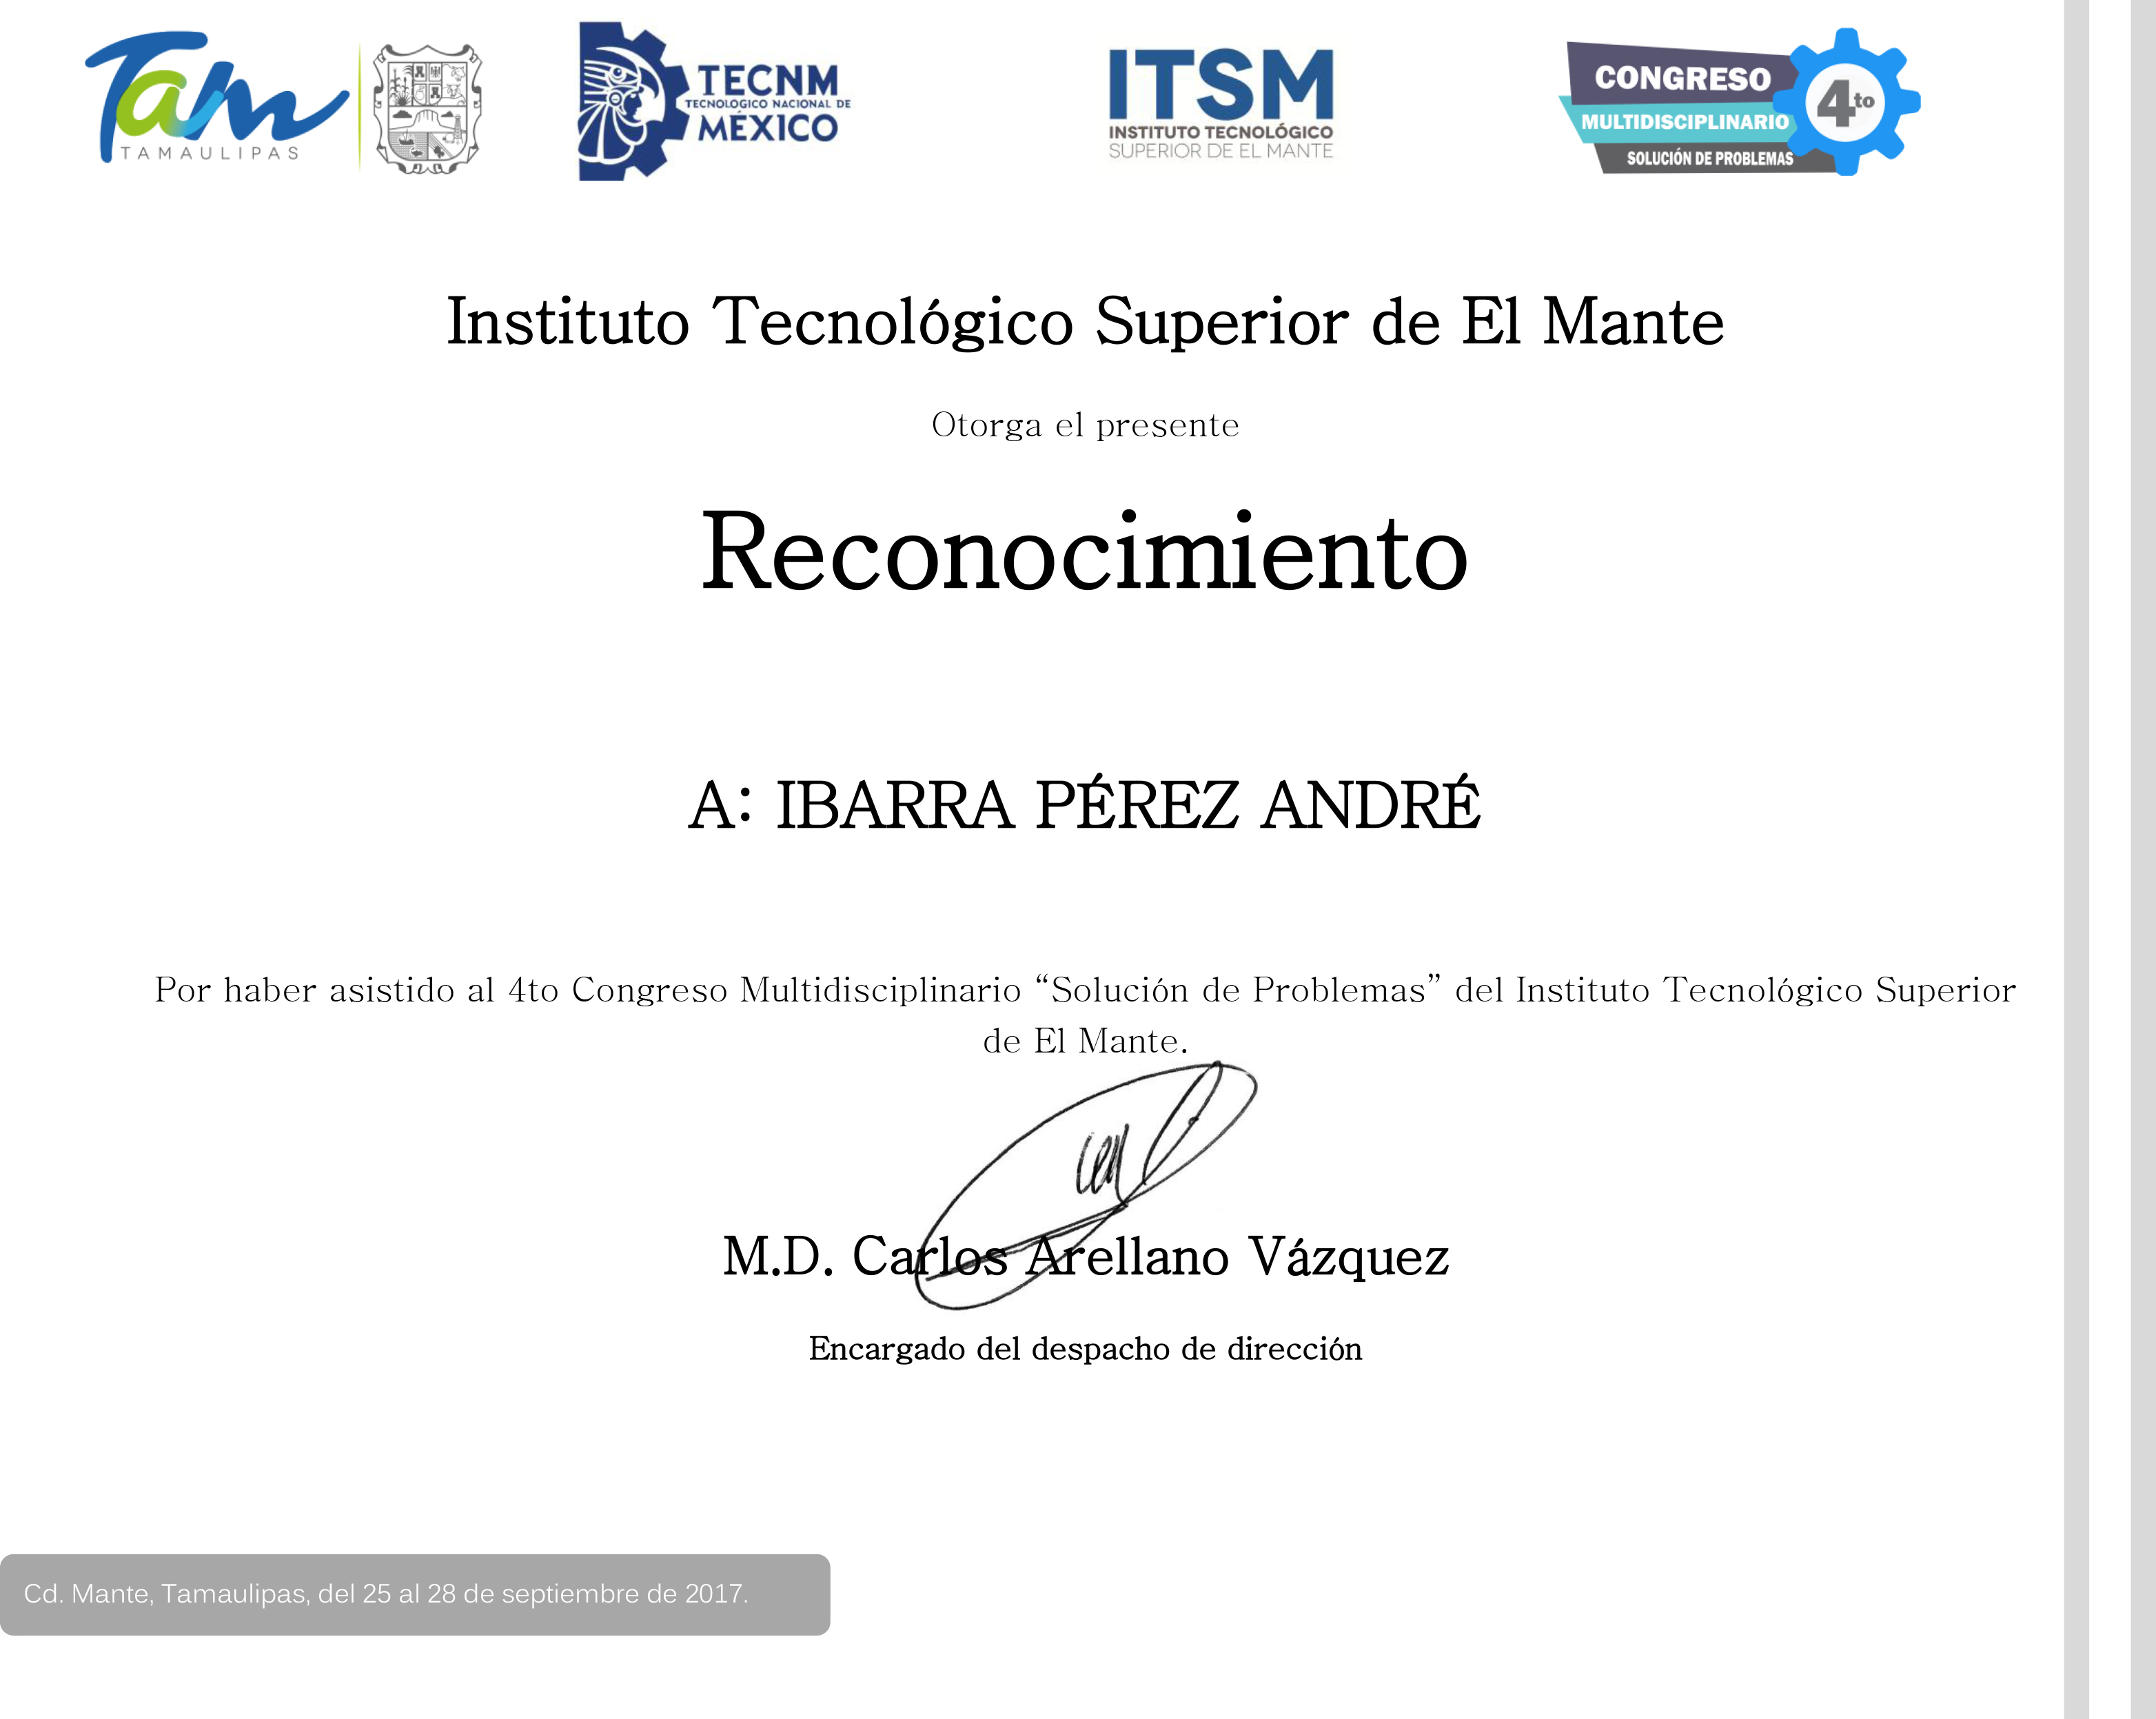 Tam
TAMAULIPAS
TECNM
TECNOLÓGICO NACIONAL DE
MÉXICO
ITSM
INSTITUTO TECNOLÓGICO
SUPERIOR DE EL MANTE
CONGRESO
MULTIDISCIPLINARIO
SOLUCIÓN DE PROBLEMAS
4to
Instituto Tecnológico Superior de El Mante
Otorga el presente
Reconocimiento
A: IBARRA PÉREZ ANDRÉ
Por haber asistido al 4to Congreso Multidisciplinario “Solución de Problemas” del Instituto Tecnológico Superior
de El Mante.
M.D. Carlos Arellano Vázquez
Encargado del despacho de dirección
Cd. Mante, Tamaulipas, del 25 al 28 de septiembre de 2017.